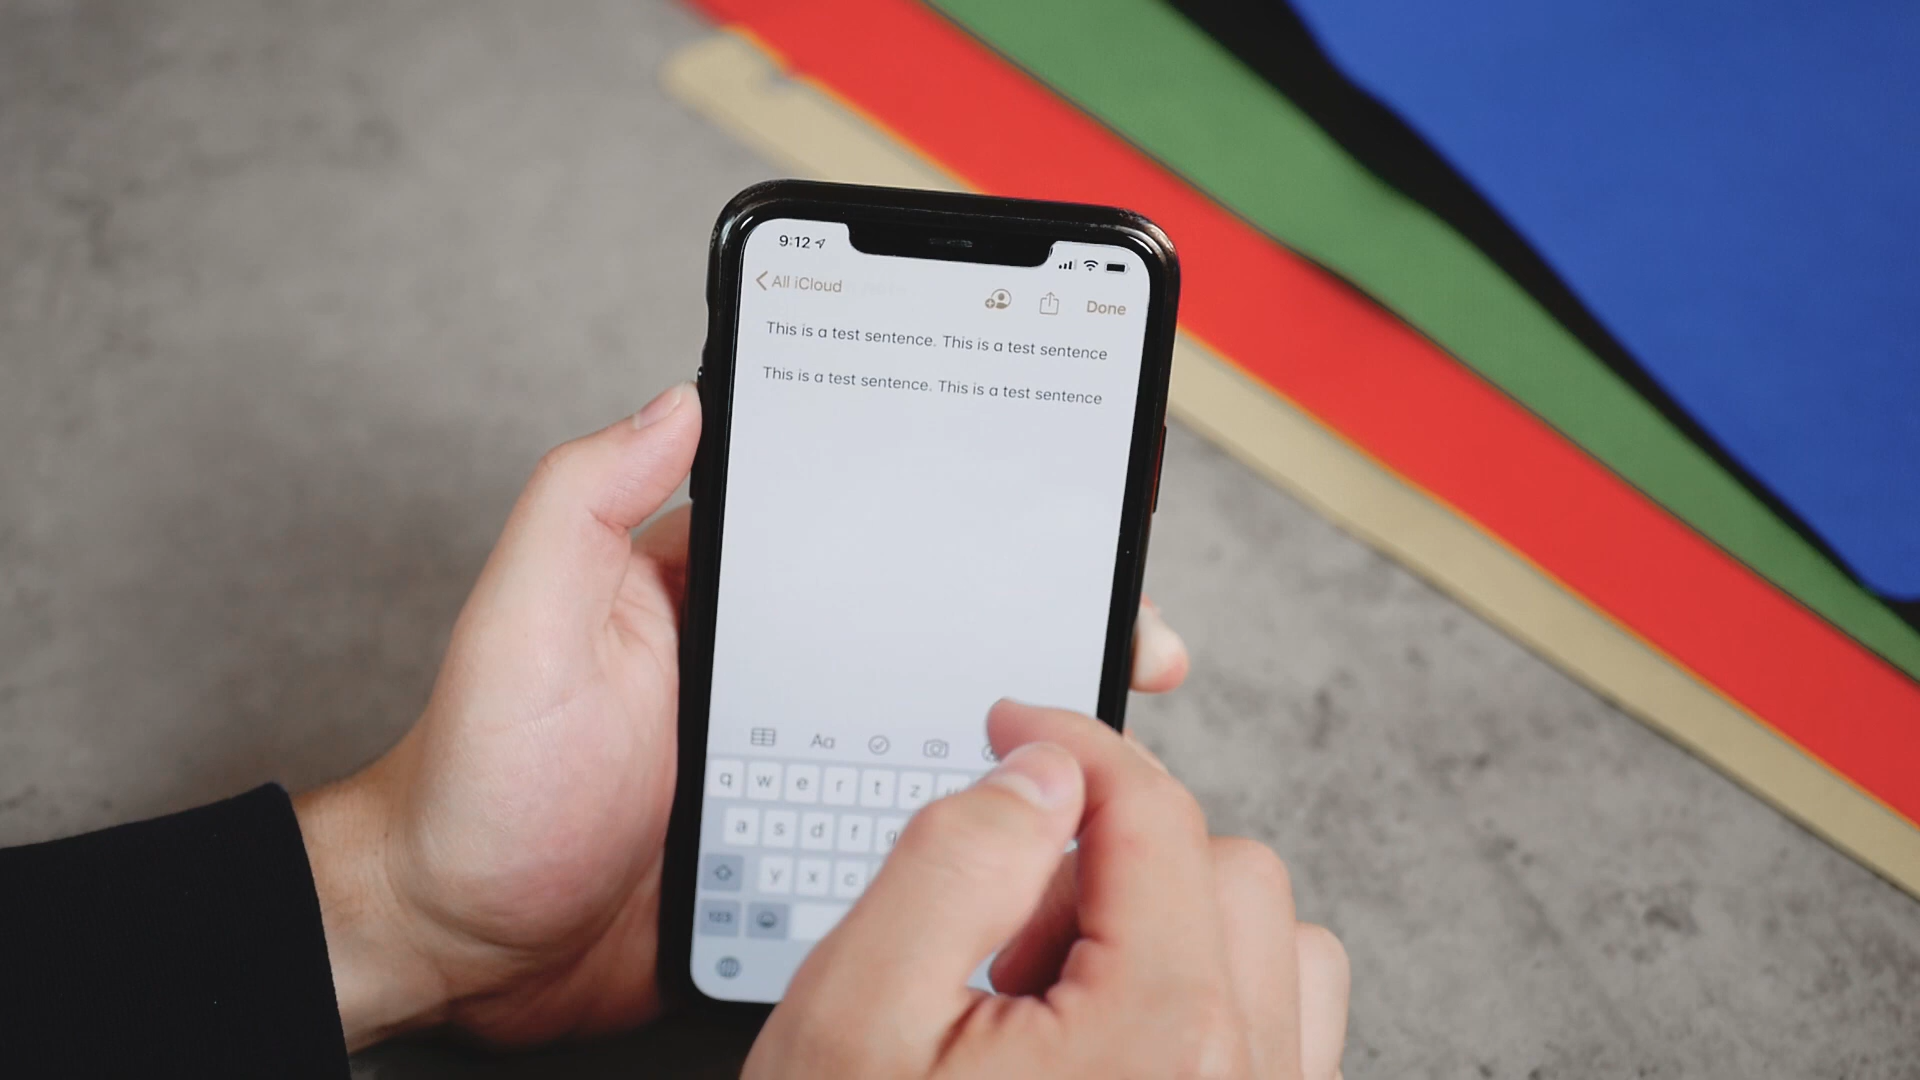 9:12
All iCloud
Done
This is a test sentence. This is a test sentence
This is a test sentence. This is a test sentence
Aa
q w e r t z
a s d f g
y x c
123